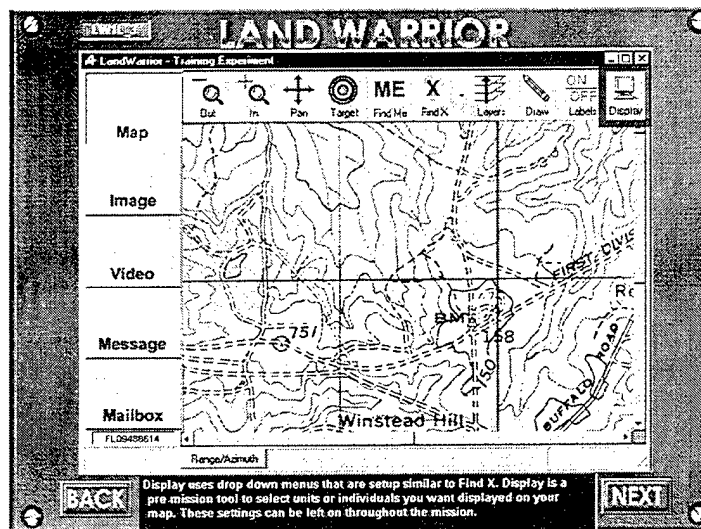 LAND WARRIOR
LandWarrior - Training Experiment
Out
In
Pan
Target
ME
Find Me
X
Find X
Layers
Draw
ON
OFF
Labels
Display
Map
Image
Video
Message
Mailbox
751
BM
158
150
FIRST DIVIS
BUFFALO ROAD
Winstead Hill
FL09488614
Range/Azimuth
BACK
Display uses drop down menus that are setup similar to Find X. Display is a
pre-mission tool to select units or individuals you want displayed on your
map. These settings can be left on throughout the mission.
NEXT